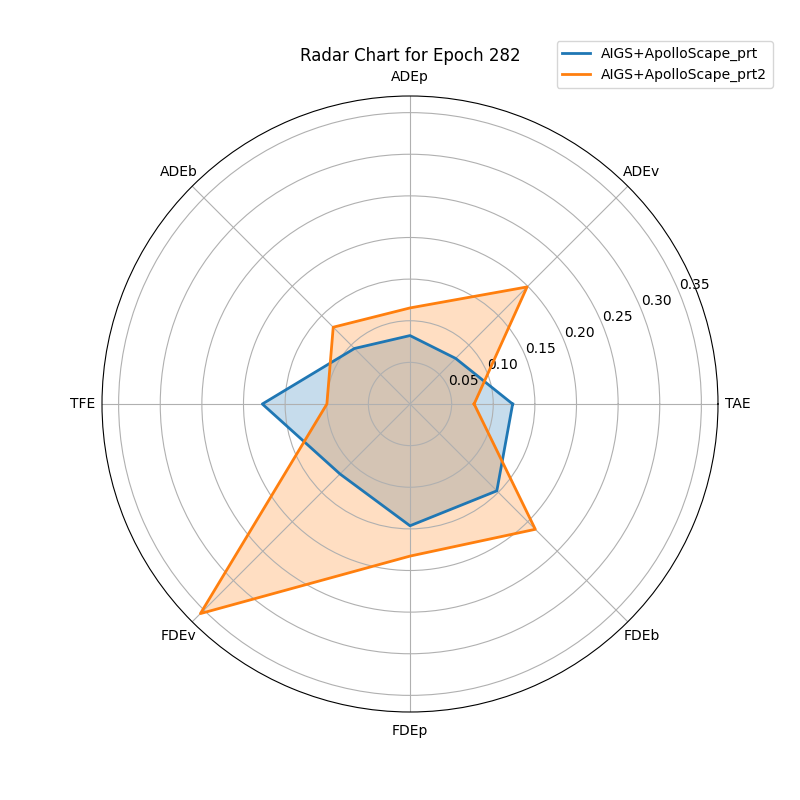 Radar Chart for Epoch 282
AIGS+ApolloScape_prt
AIGS+ApolloScape_prt2
ADEp
ADEb
ADEv
0.35
0.30
0.25
0.20
0.15
0.10
0.05
TFE
TAE
FDEv
FDEb
FDEp